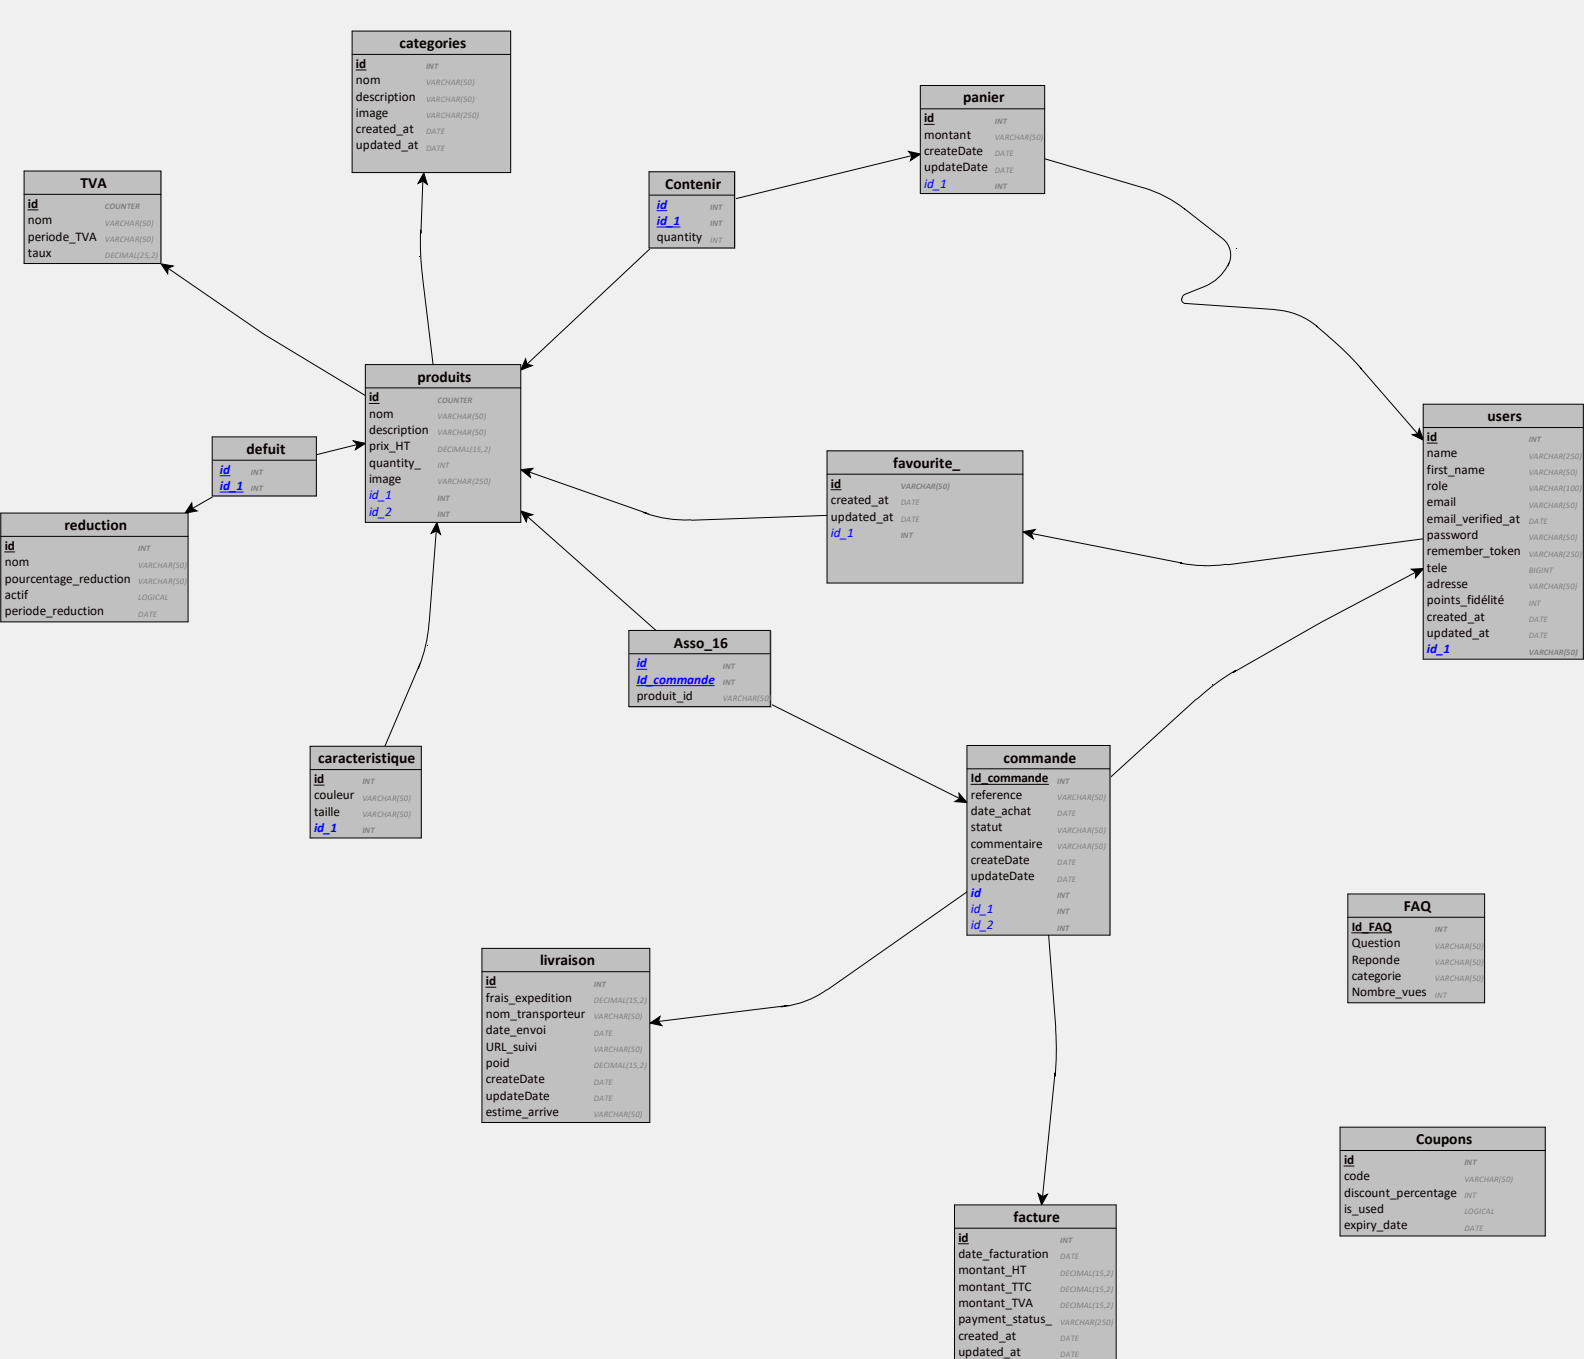 categories
id INT
nom VARCHAR(50)
description VARCHAR(50)
image VARCHAR(250)
created_at DATE
updated_at DATE
panier
id INT
montant VARCHAR(50)
createDate DATE
updateDate DATE
id_1 INT
TVA
id COUNTER
nom VARCHAR(50)
periode_TVA VARCHAR(50)
taux DECIMAL(25,2)
Contenir
id INT
id_1 INT
quantity INT
produits
id COUNTER
nom VARCHAR(50)
description VARCHAR(50)
prix_HT DECIMAL(15,2)
quantity_ INT
image VARCHAR(250)
id_1 INT
id_2 INT
users
id INT
name VARCHAR(250)
first_name VARCHAR(50)
role VARCHAR(100)
email VARCHAR(50)
email_verified_at DATE
password VARCHAR(50)
remember_token VARCHAR(250)
tele BIGINT
adresse VARCHAR(50)
points_fidélité INT
created_at DATE
updated_at DATE
id_1 VARCHAR(50)
defuit
id INT
id_1 INT
favourite_
id VARCHAR(50)
created_at DATE
updated_at DATE
id_1 INT
reduction
id INT
nom VARCHAR(50)
pourcentage_reduction VARCHAR(50)
actif LOGICAL
periode_reduction DATE
Asso_16
id INT
Id_commande INT
produit_id VARCHAR(50)
caracteristique
id INT
couleur VARCHAR(50)
taille VARCHAR(50)
id_1 INT
commande
Id_commande INT
reference VARCHAR(50)
date_achat DATE
statut VARCHAR(50)
commentaire VARCHAR(50)
createDate DATE
updateDate DATE
id INT
id_1 INT
id_2 INT
FAQ
Id_FAQ INT
Question VARCHAR(50)
Reponde VARCHAR(50)
categorie VARCHAR(50)
Nombre_vues INT
livraison
id INT
frais_expedition DECIMAL(15,2)
nom_transporteur VARCHAR(50)
date_envoi DATE
URL_suivi VARCHAR(50)
poid DECIMAL(15,2)
createDate DATE
updateDate DATE
estime_arrive VARCHAR(50)
Coupons
id INT
code VARCHAR(50)
discount_percentage INT
is_used LOGICAL
expiry_date DATE
facture
id INT
date_facturation DATE
montant_HT DECIMAL(15,2)
montant_TTC DECIMAL(15,2)
montant_TVA DECIMAL(15,2)
payment_status_ VARCHAR(250)
created_at DATE
updated_at DATE